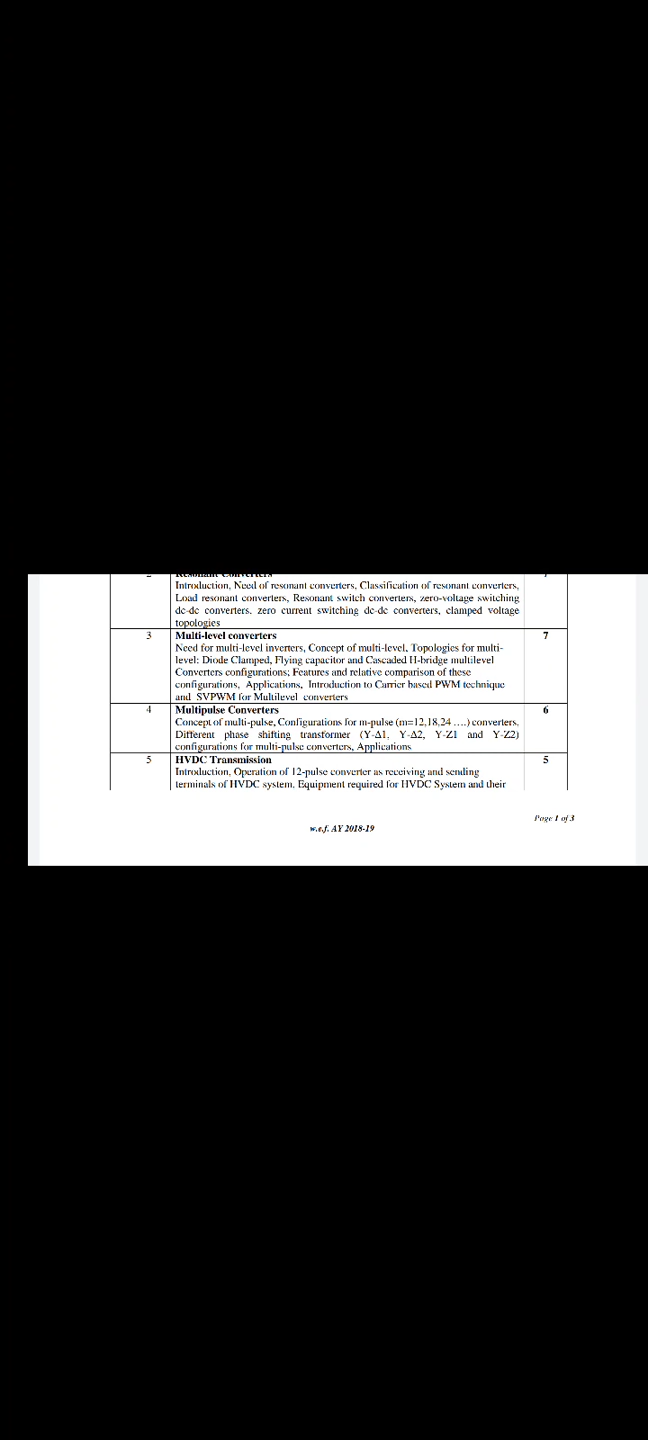 2 Resonant Converters 7
Introduction, Need of resonant converters, Classification of resonant converters,
Load resonant converters, Resonant switch converters, zero-voltage switching
dc-dc converters, zero current switching dc-dc converters, clamped voltage
topologies
3 Multi-level converters 7
Need for multi-level inverters, Concept of multi-level, Topologies for multi-
level: Diode Clamped, Flying capacitor and Cascaded H-bridge multilevel
Converters configurations; Features and relative comparison of these
configurations, Applications, Introduction to Carrier based PWM technique
and SVPWM for Multilevel converters
4 Multipulse Converters 6
Concept of multi-pulse, Configurations for m-pulse (m=12,18,24 ….) converters,
Different phase shifting transformer (Y-Δ1, Y-Δ2, Y-Z1 and Y-Z2)
configurations for multi-pulse converters, Applications
5 HVDC Transmission 5
Introduction, Operation of 12-pulse converter as receiving and sending
terminals of HVDC system, Equipment required for HVDC System and their
Page 1 of 3
w.e.f. AY 2018-19